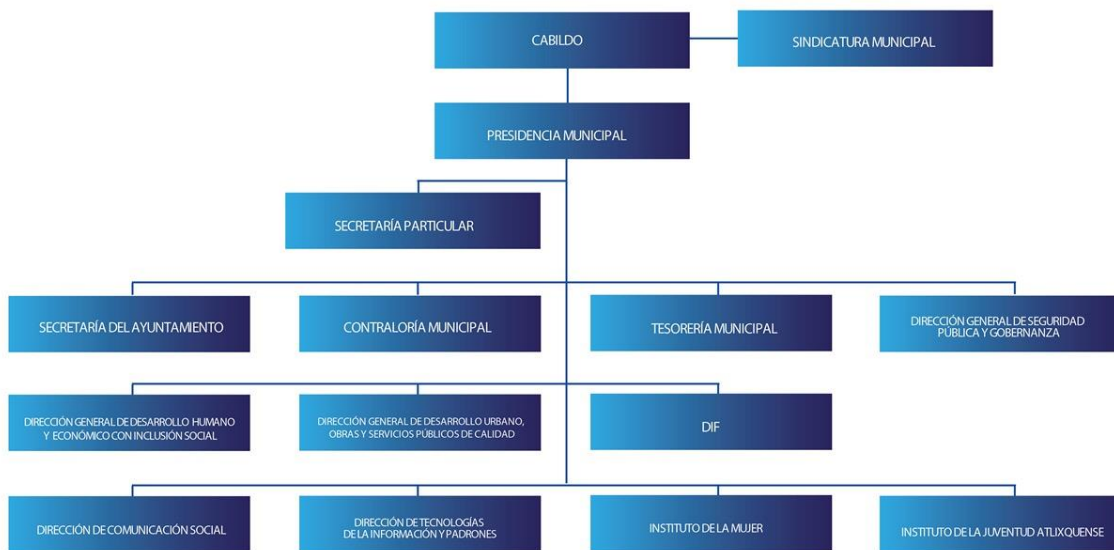 CABILDO
SINDICATURA MUNICIPAL
PRESIDENCIA MUNICIPAL
SECRETARÍA PARTICULAR
SECRETARÍA DEL AYUNTAMIENTO
CONTRALORÍA MUNICIPAL
TESORERÍA MUNICIPAL
DIRECCIÓN GENERAL DE SEGURIDAD
PÚBLICA Y GOBERNANZA
DIRECCIÓN GENERAL DE DESARROLLO HUMANO
Y ECONÓMICO CON INCLUSIÓN SOCIAL
DIRECCIÓN GENERAL DE DESARROLLO URBANO,
OBRAS Y SERVICIOS PÚBLICOS DE CALIDAD
DIF
DIRECCIÓN DE COMUNICACIÓN SOCIAL
DIRECCIÓN DE TECNOLOGÍAS
DE LA INFORMACIÓN Y PADRONES
INSTITUTO DE LA MUJER
INSTITUTO DE LA JUVENTUD ATLIXQUENSE